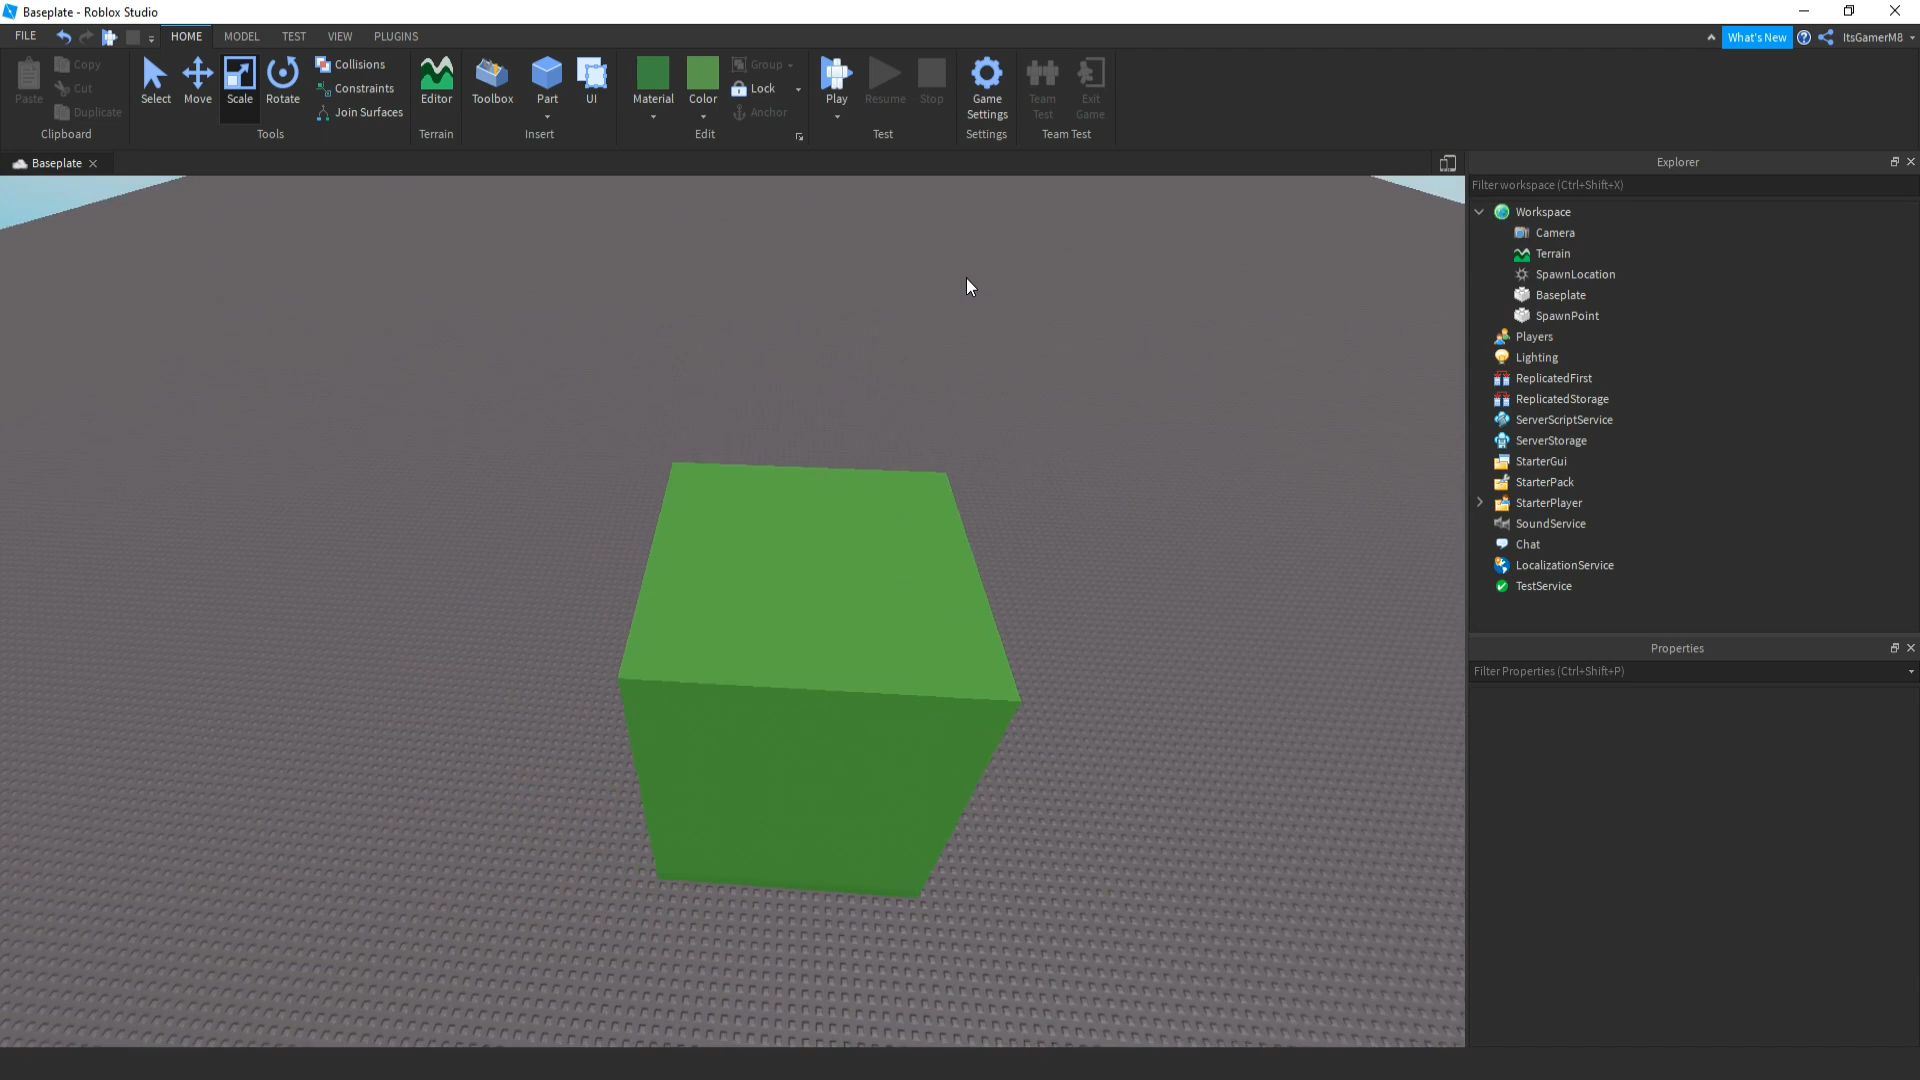 Baseplate - Roblox Studio
FILE HOME MODEL TEST VIEW PLUGINS What's New ItsGamerM8
Paste Copy Cut Duplicate
Select Move Scale Rotate
Collisions
Constraints
Join Surfaces
Editor
Toolbox Part UI
Material Color Group Lock Anchor
Play Resume Stop
Game Settings
Team Test
Exit Game
Clipboard Tools Terrain Insert Edit Test Settings Team Test
Baseplate
Explorer
Filter workspace (Ctrl+Shift+X)
Workspace
Camera
Terrain
SpawnLocation
Baseplate
SpawnPoint
Players
Lighting
ReplicatedFirst
ReplicatedStorage
ServerScriptService
ServerStorage
StarterGui
StarterPack
StarterPlayer
SoundService
Chat
LocalizationService
TestService
Properties
Filter Properties (Ctrl+Shift+P)